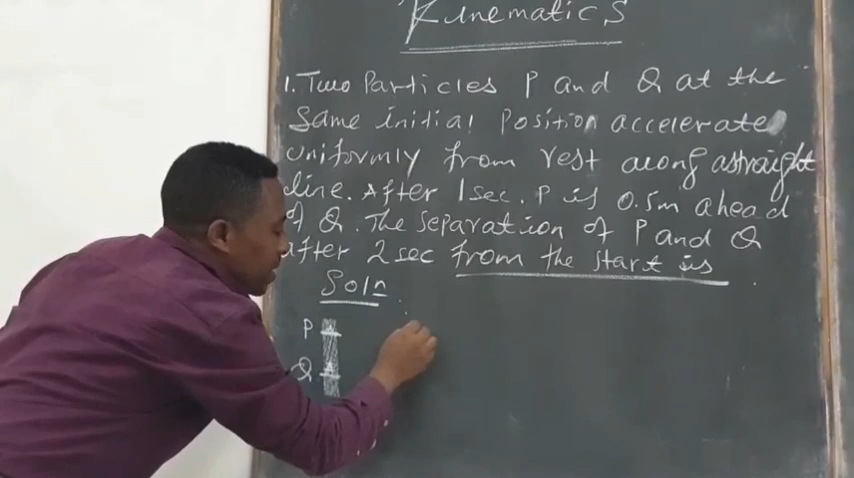 Kinematics
1. Two Particles P and Q at the
Same initial Position accelerate
uniformly from rest along a straight
line. After 1sec. P is 0.5m ahead
of Q. The Separation of P and Q
after 2 sec from the start is
Soln
P
Q